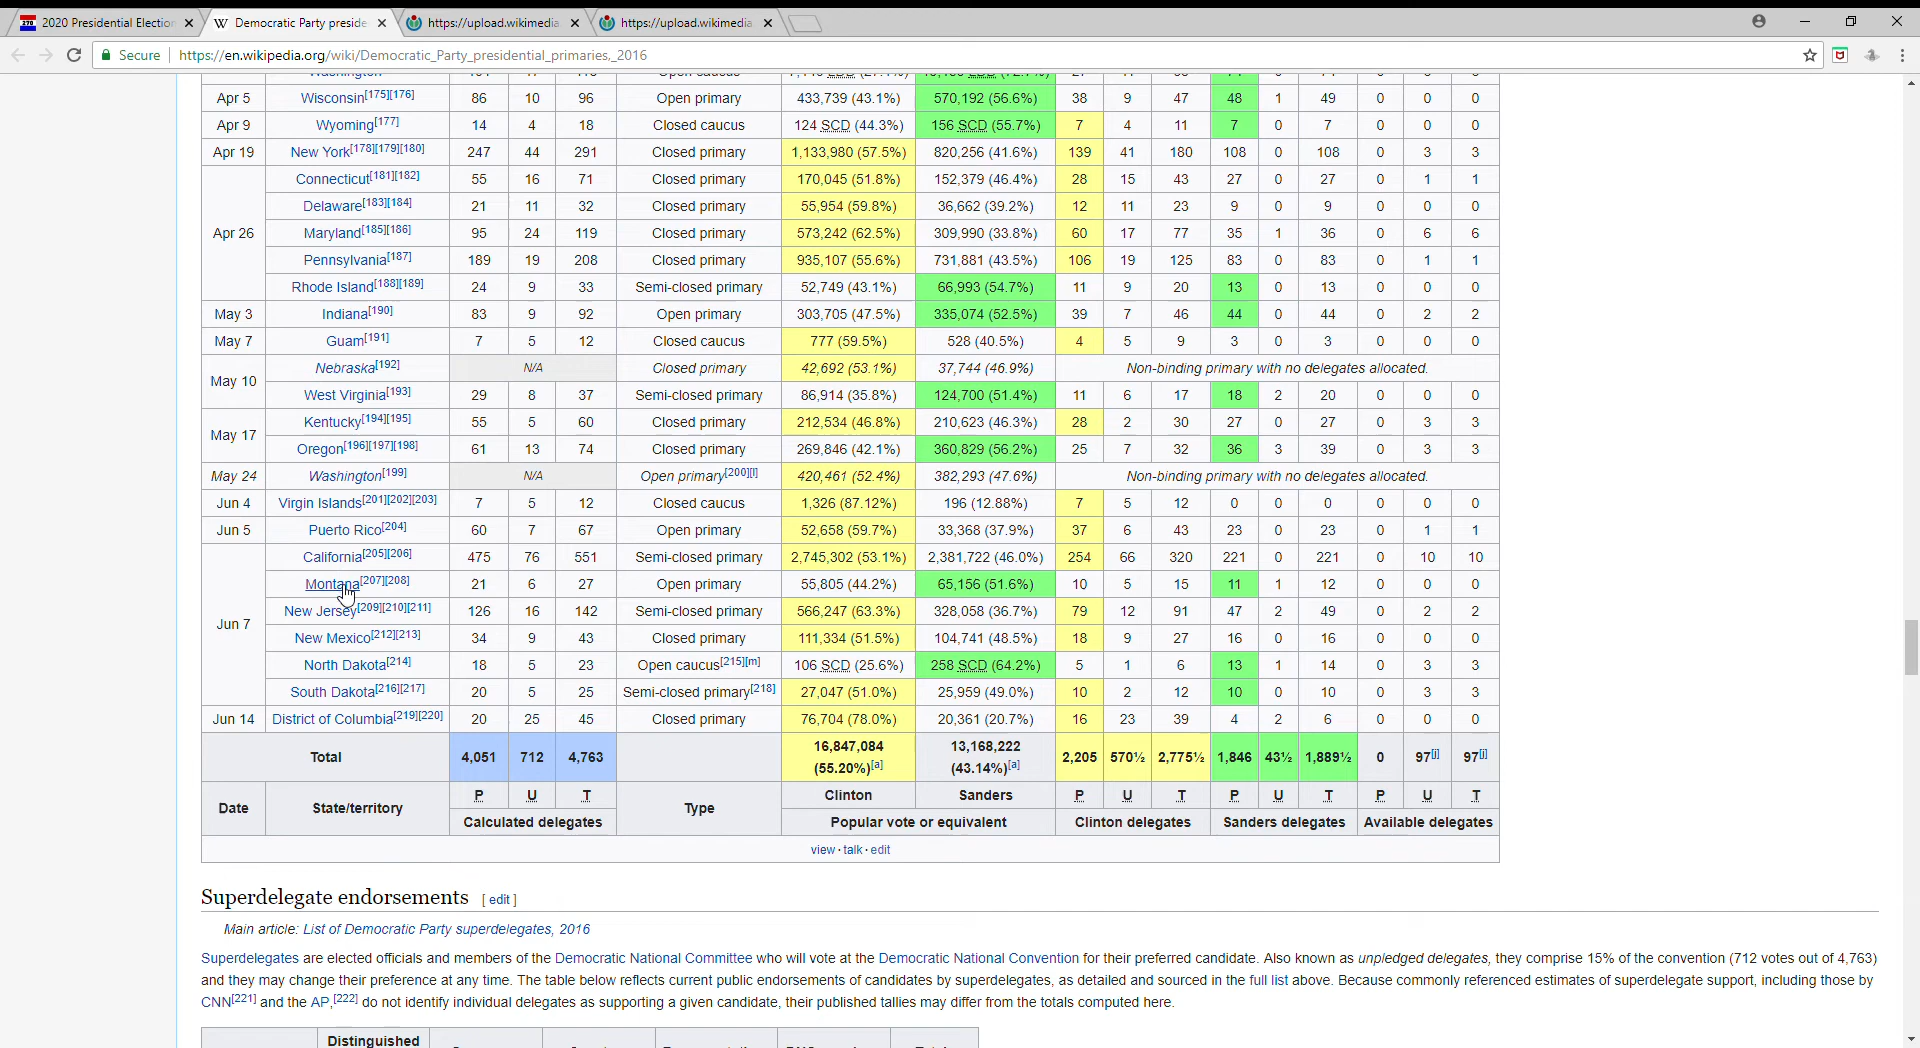 2020 Presidential Election
Democratic Party preside
https://upload.wikimedia
https://upload.wikimedia
Secure https://en.wikipedia.org/wiki/Democratic_Party_presidential_primaries,_2016
Washington Open caucus
Apr 5 Wisconsin[175][176] 86 10 96 Open primary 433,739 (43.1%) 570,192 (56.6%) 38 9 47 48 1 49 0 0 0
Apr 9 Wyoming[177] 14 4 18 Closed caucus 124 SCD (44.3%) 156 SCD (55.7%) 7 4 11 7 0 7 0 0 0
Apr 19 New York[178][179][180] 247 44 291 Closed primary 1,133,980 (57.5%) 820,256 (41.6%) 139 41 180 108 0 108 0 3 3
Connecticut[181][182] 55 16 71 Closed primary 170,045 (51.8%) 152,379 (46.4%) 28 15 43 27 0 27 0 1 1
Delaware[183][184] 21 11 32 Closed primary 55,954 (59.8%) 36,662 (39.2%) 12 11 23 9 0 9 0 0 0
Apr 26 Maryland[185][186] 95 24 119 Closed primary 573,242 (62.5%) 309,990 (33.8%) 60 17 77 35 1 36 0 6 6
Pennsylvania[187] 189 19 208 Closed primary 935,107 (55.6%) 731,881 (43.5%) 106 19 125 83 0 83 0 1 1
Rhode Island[188][189] 24 9 33 Semi-closed primary 52,749 (43.1%) 66,993 (54.7%) 11 9 20 13 0 13 0 0 0
May 3 Indiana[190] 83 9 92 Open primary 303,705 (47.5%) 335,074 (52.5%) 39 7 46 44 0 44 0 2 2
May 7 Guam[191] 7 5 12 Closed caucus 777 (59.5%) 528 (40.5%) 4 5 9 3 0 3 0 0 0
May 10 Nebraska[192] N/A Closed primary 42,692 (53.1%) 37,744 (46.9%) Non-binding primary with no delegates allocated.
West Virginia[193] 29 8 37 Semi-closed primary 86,914 (35.8%) 124,700 (51.4%) 11 6 17 18 2 20 0 0 0
May 17 Kentucky[194][195] 55 5 60 Closed primary 212,534 (46.8%) 210,623 (46.3%) 28 2 30 27 0 27 0 3 3
Oregon[196][197][198] 61 13 74 Closed primary 269,846 (42.1%) 360,829 (56.2%) 25 7 32 36 3 39 0 3 3
May 24 Washington[199] N/A Open primary[200][l] 420,461 (52.4%) 382,293 (47.6%) Non-binding primary with no delegates allocated.
Jun 4 Virgin Islands[201][202][203] 7 5 12 Closed caucus 1,326 (87.12%) 196 (12.88%) 7 5 12 0 0 0 0 0 0
Jun 5 Puerto Rico[204] 60 7 67 Open primary 52,658 (59.7%) 33,368 (37.9%) 37 6 43 23 0 23 0 1 1
California[205][206] 475 76 551 Semi-closed primary 2,745,302 (53.1%) 2,381,722 (46.0%) 254 66 320 221 0 221 0 10 10
Montana[207][208] 21 6 27 Open primary 55,805 (44.2%) 65,156 (51.6%) 10 5 15 11 1 12 0 0 0
Jun 7 New Jersey[209][210][211] 126 16 142 Semi-closed primary 566,247 (63.3%) 328,058 (36.7%) 79 12 91 47 2 49 0 2 2
New Mexico[212][213] 34 9 43 Closed primary 111,334 (51.5%) 104,741 (48.5%) 18 9 27 16 0 16 0 0 0
North Dakota[214] 18 5 23 Open caucus[215][m] 106 SCD (25.6%) 258 SCD (64.2%) 5 1 6 13 1 14 0 3 3
South Dakota[216][217] 20 5 25 Semi-closed primary[218] 27,047 (51.0%) 25,959 (49.0%) 10 2 12 10 0 10 0 3 3
Jun 14 District of Columbia[219][220] 20 25 45 Closed primary 76,704 (78.0%) 20,361 (20.7%) 16 23 39 4 2 6 0 0 0
Total 4,051 712 4,763 16,847,084 (55.20%)[a] 13,168,222 (43.14%)[a] 2,205 570½ 2,775½ 1,846 43½ 1,889½ 0 97[j] 97[j]
Date State/territory P U T Type Clinton Sanders P U T P U T P U T
Calculated delegates Popular vote or equivalent Clinton delegates Sanders delegates Available delegates
view · talk · edit
Superdelegate endorsements [ edit ]
Main article: List of Democratic Party superdelegates, 2016
Superdelegates are elected officials and members of the Democratic National Committee who will vote at the Democratic National Convention for their preferred candidate. Also known as unpledged delegates, they comprise 15% of the convention (712 votes out of 4,763)
and they may change their preference at any time. The table below reflects current public endorsements of candidates by superdelegates, as detailed and sourced in the full list above. Because commonly referenced estimates of superdelegate support, including those by
CNN[221] and the AP,[222] do not identify individual delegates as supporting a given candidate, their published tallies may differ from the totals computed here.
Distinguished